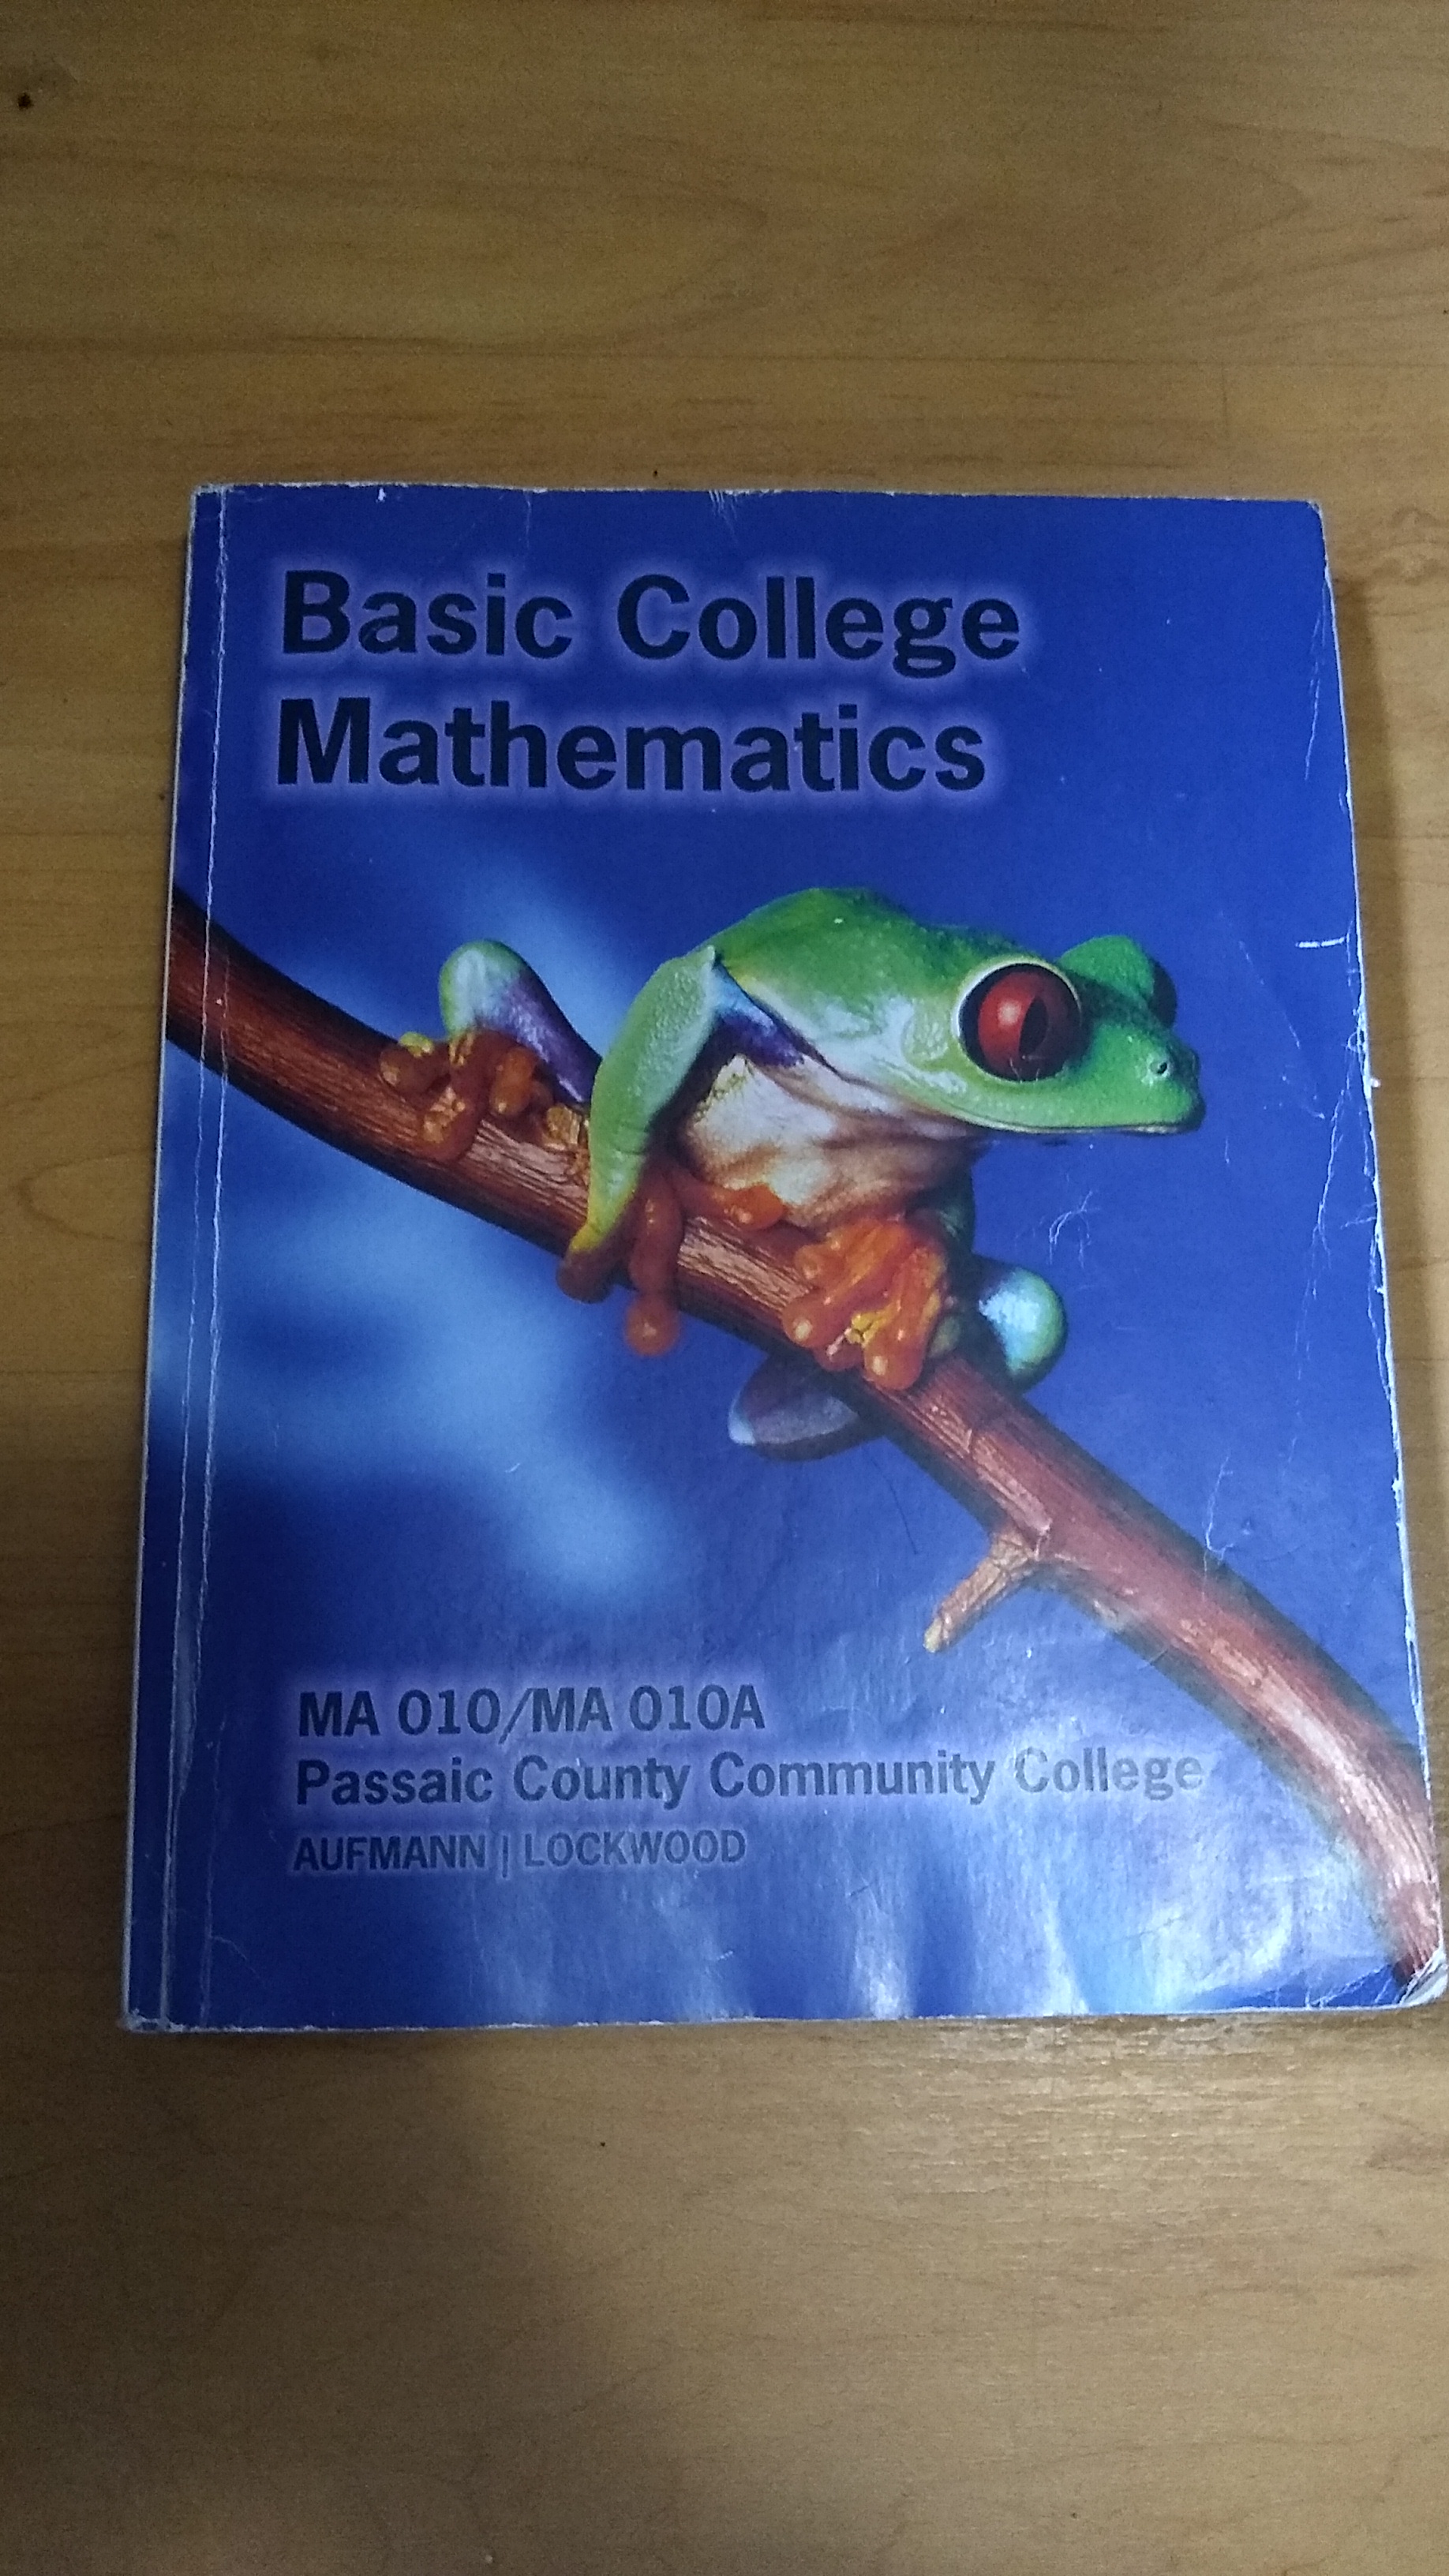 Basic College
Mathematics
MA 010/MA 010A
Passaic County Community College
AUFMANN | LOCKWOOD